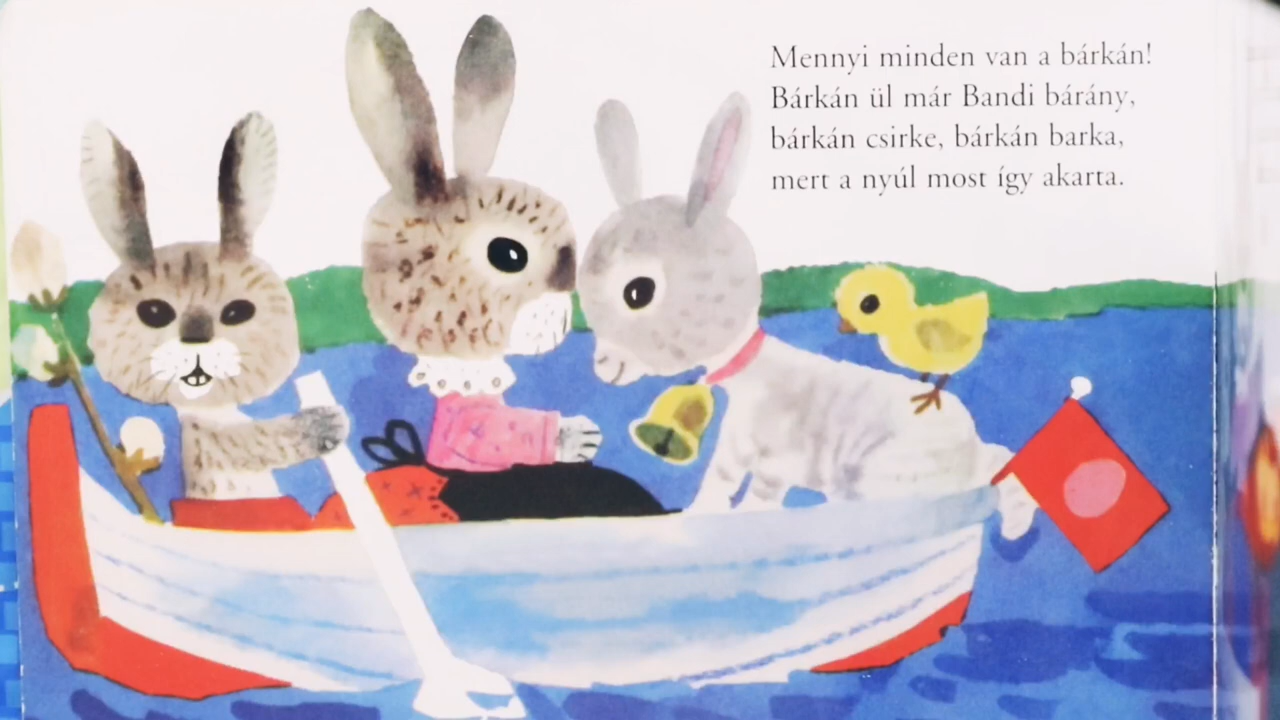 Mennyi minden van a bárkán!
Bárkán ül már Bandi bárány,
bárkán csirke, bárkán barka,
mert a nyúl most így akarta.